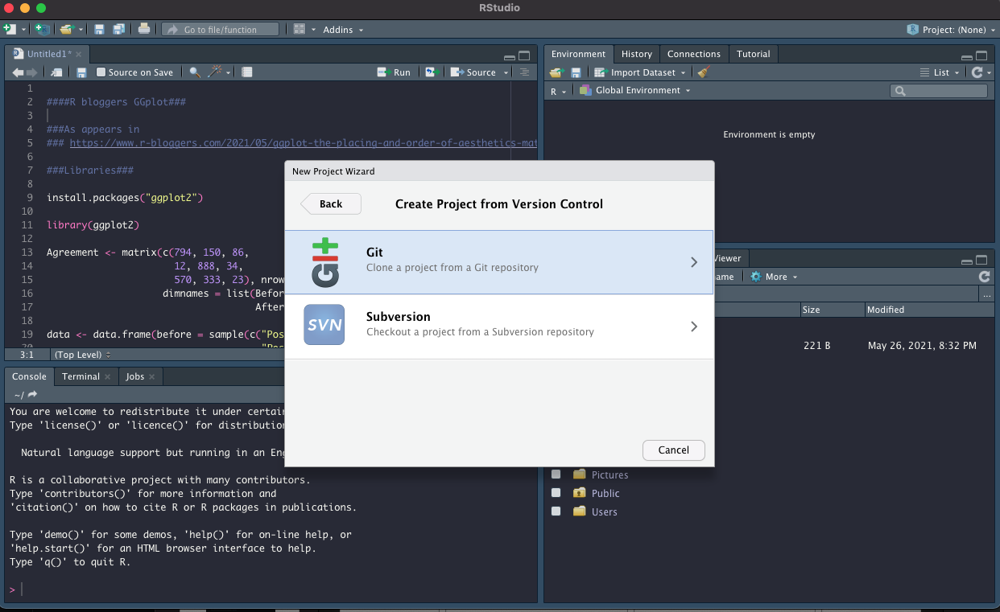 RStudio
Go to file/function
Addins
Project: (None)
Untitled1*
Source on Save
Run
Source
1
2 ####R bloggers GGplot###
3
4 ###As appears in
5 ### https://www.r-bloggers.com/2021/05/ggplot-the-placing-and-order-of-aesthetics-mat
6
7 ###Libraries###
8
9 install.packages("ggplot2")
10
11 library(ggplot2)
12
13 Agreement <- matrix(c(794, 150, 86,
14 12, 888, 34,
15 570, 333, 23), nrow
16 dimnames = list(Befor
17 After
18
19 data <- data.frame(before = sample(c("Pos
20
3:1 (Top Level)
Console Terminal Jobs
~/
You are welcome to redistribute it under certain
Type 'license()' or 'licence()' for distribution
Natural language support but running in an Eng
R is a collaborative project with many contributors.
Type 'contributors()' for more information and
'citation()' on how to cite R or R packages in publications.
Type 'demo()' for some demos, 'help()' for on-line help, or
'help.start()' for an HTML browser interface to help.
Type 'q()' to quit R.
>
Environment History Connections Tutorial
Import Dataset
List
R Global Environment
Environment is empty
New Project Wizard
Back
Create Project from Version Control
git
Git
Clone a project from a Git repository
SVN
Subversion
Checkout a project from a Subversion repository
Cancel
Viewer
ame More
...
Size Modified
221 B May 26, 2021, 8:32 PM
Pictures
Public
Users